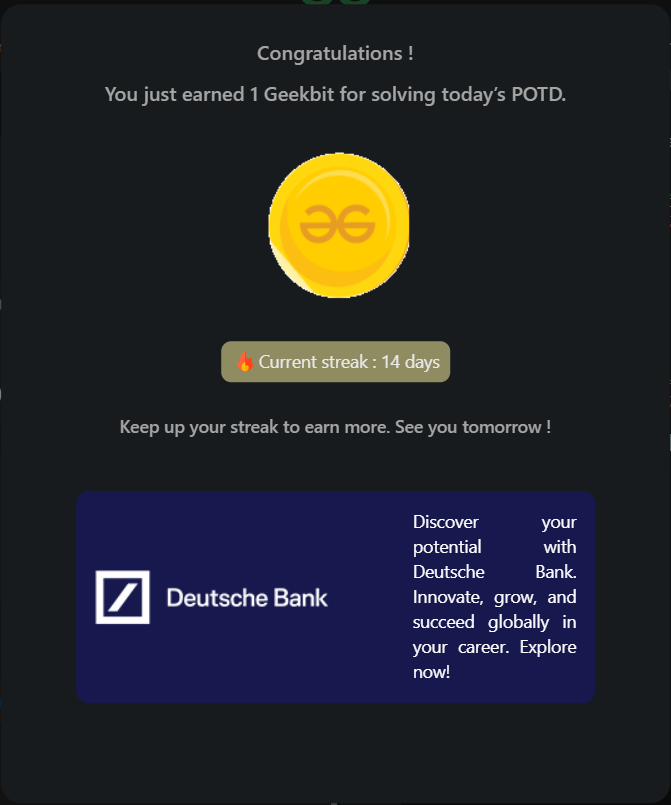 Congratulations !
You just earned 1 Geekbit for solving today’s POTD.
Current streak : 14 days
Keep up your streak to earn more. See you tomorrow !
Deutsche Bank
Discover your
potential with
Deutsche Bank.
Innovate, grow, and
succeed globally in
your career. Explore
now!